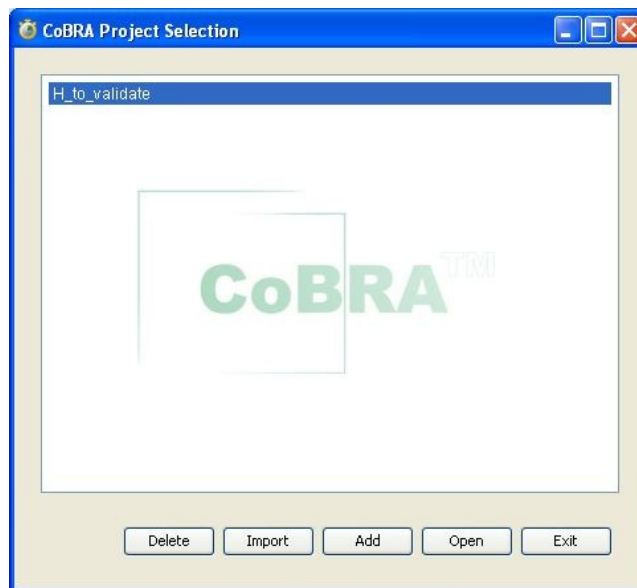 CoBRA Project Selection
H_to_validate
CoBRA™
Delete Import Add Open Exit